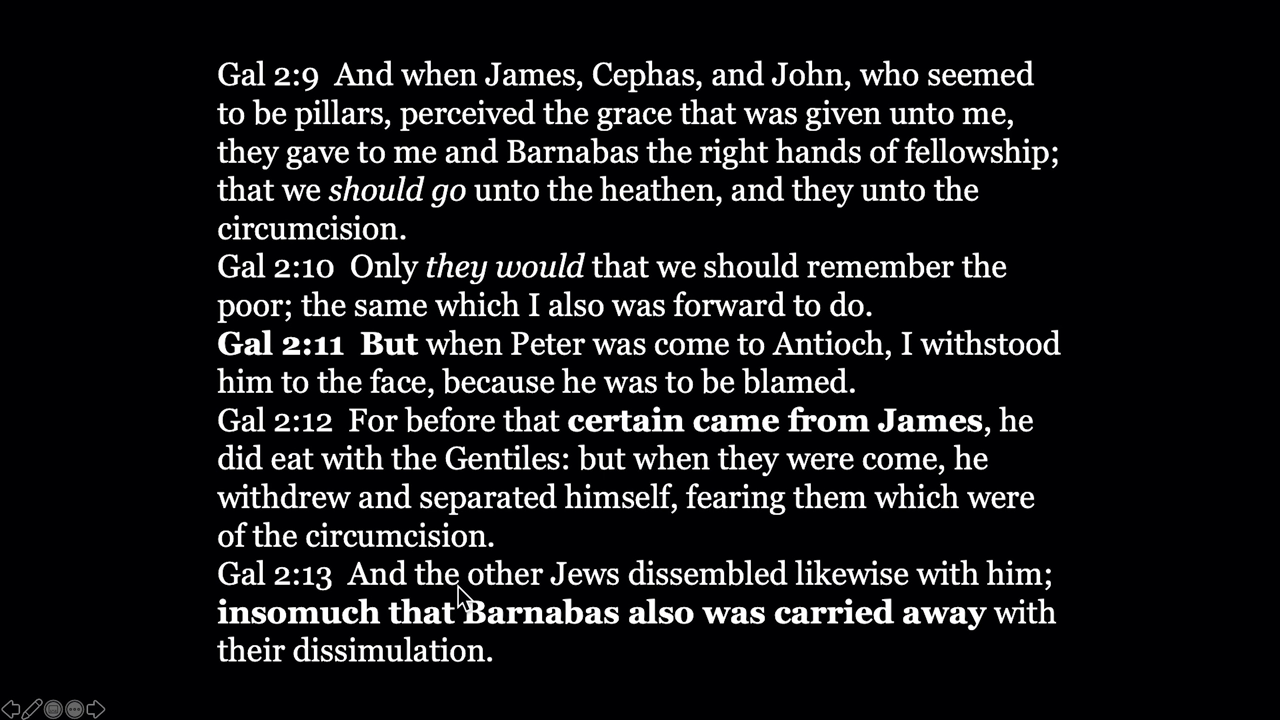 Gal 2:9  And when James, Cephas, and John, who seemed
to be pillars, perceived the grace that was given unto me,
they gave to me and Barnabas the right hands of fellowship;
that we should go unto the heathen, and they unto the
circumcision.
Gal 2:10  Only they would that we should remember the
poor; the same which I also was forward to do.
Gal 2:11  But when Peter was come to Antioch, I withstood
him to the face, because he was to be blamed.
Gal 2:12  For before that certain came from James, he
did eat with the Gentiles: but when they were come, he
withdrew and separated himself, fearing them which were
of the circumcision.
Gal 2:13  And the other Jews dissembled likewise with him;
insomuch that Barnabas also was carried away with
their dissimulation.